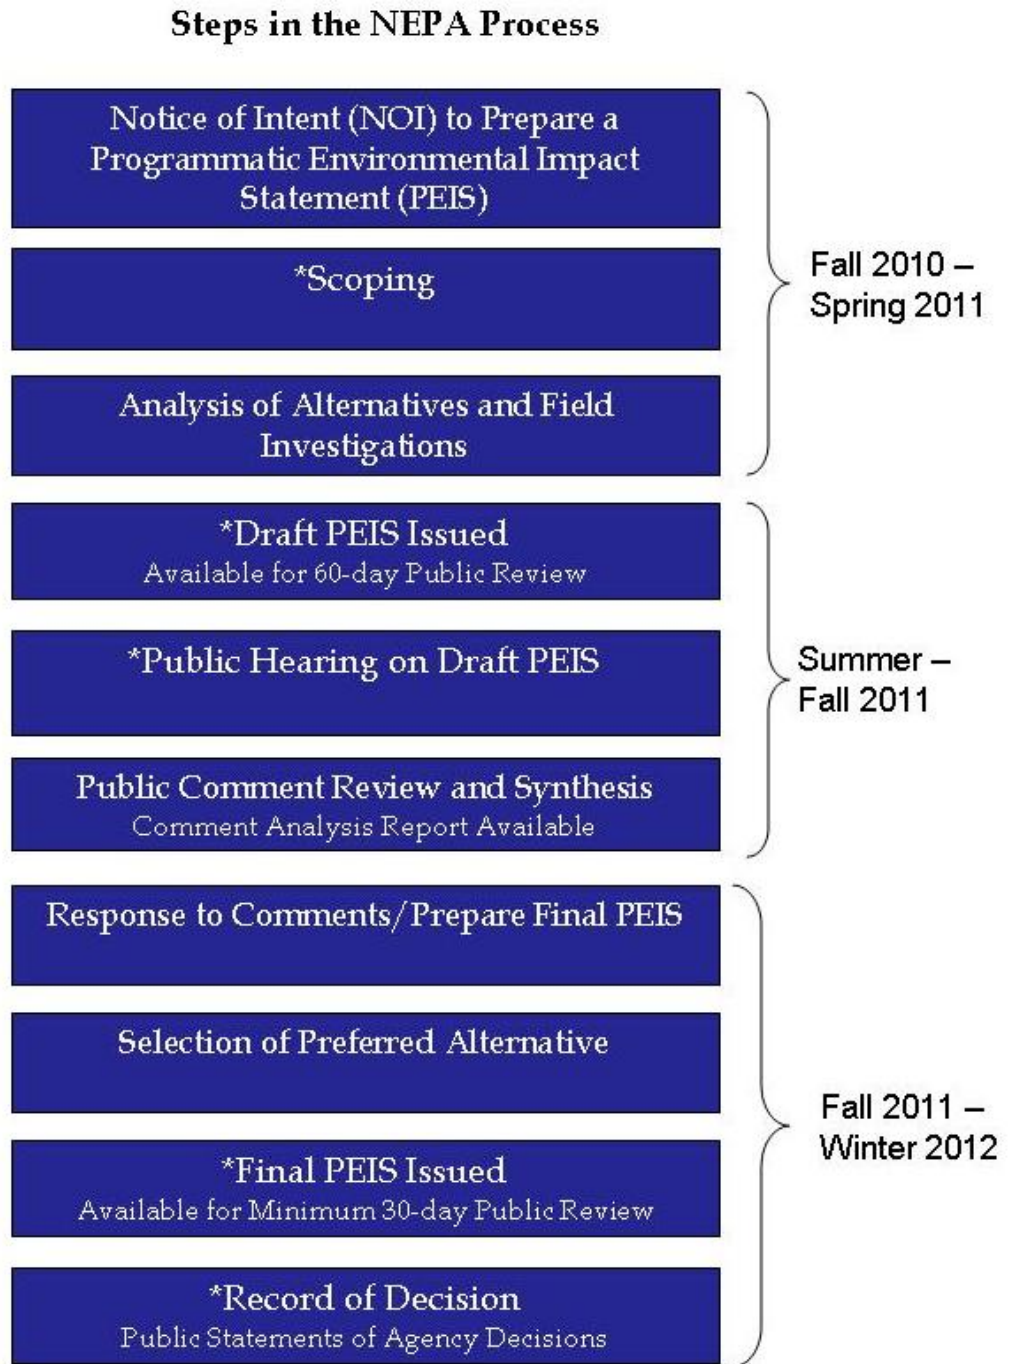 Steps in the NEPA Process
Notice of Intent (NOI) to Prepare a
Programmatic Environmental Impact
Statement (PEIS)
*Scoping
Analysis of Alternatives and Field
Investigations
Fall 2010 –
Spring 2011
*Draft PEIS Issued
Available for 60-day Public Review
*Public Hearing on Draft PEIS
Public Comment Review and Synthesis
Comment Analysis Report Available
Summer –
Fall 2011
Response to Comments/Prepare Final PEIS
Selection of Preferred Alternative
*Final PEIS Issued
Available for Minimum 30-day Public Review
*Record of Decision
Public Statements of Agency Decisions
Fall 2011 –
Winter 2012